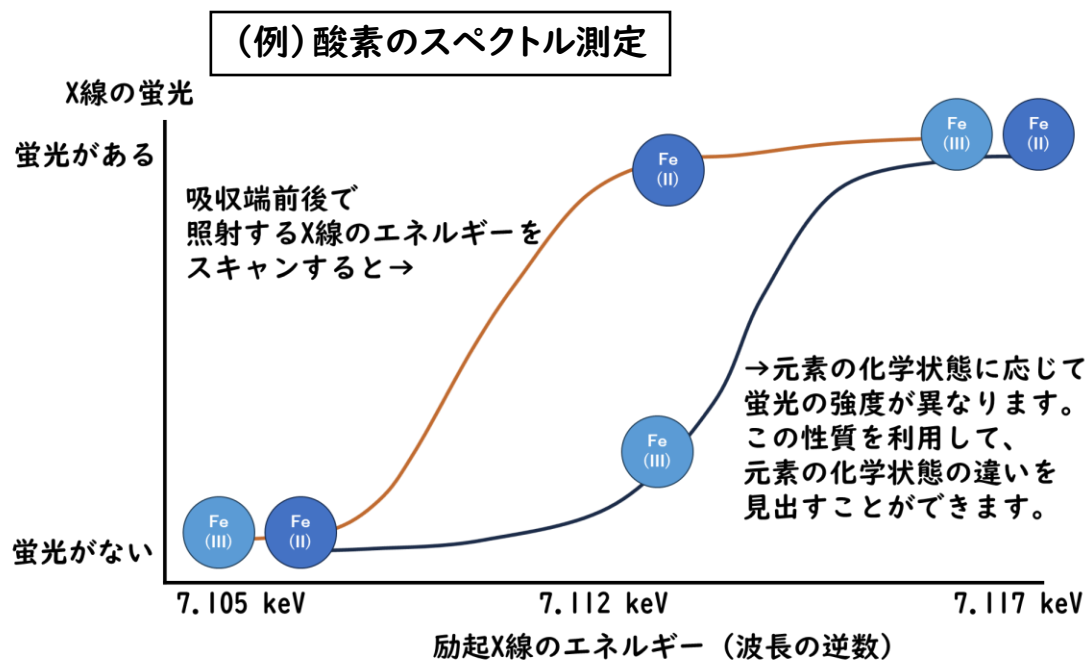 (例)酸素のスペクトル測定
X線の蛍光
蛍光がある
Fe
(III)
Fe
(II)
Fe
(II)
吸収端前後で
照射するX線のエネルギーを
スキャンすると→
→元素の化学状態に応じて
蛍光の強度が異なります。
この性質を利用して、
元素の化学状態の違いを
見出すことができます。
Fe
(III)
Fe
(III)
Fe
(II)
蛍光がない
7.105 keV
7.112 keV
7.117 keV
励起X線のエネルギー(波長の逆数)